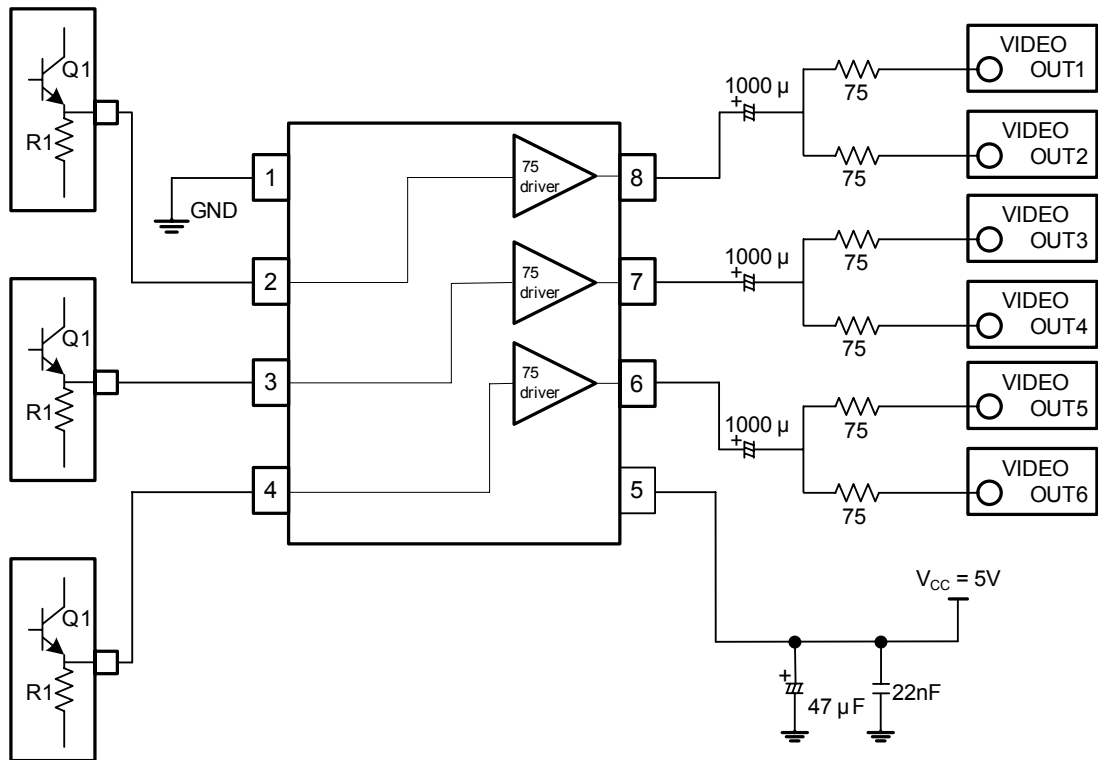 Q1
R1
Q1
R1
Q1
R1
1
GND
2
3
4
75
driver
75
driver
75
driver
8
7
6
5
1000 µ
+
75
75
1000 µ
+
75
75
1000 µ
+
75
75
VIDEO
OUT1
VIDEO
OUT2
VIDEO
OUT3
VIDEO
OUT4
VIDEO
OUT5
VIDEO
OUT6
VCC = 5V
+
47 µF
22nF